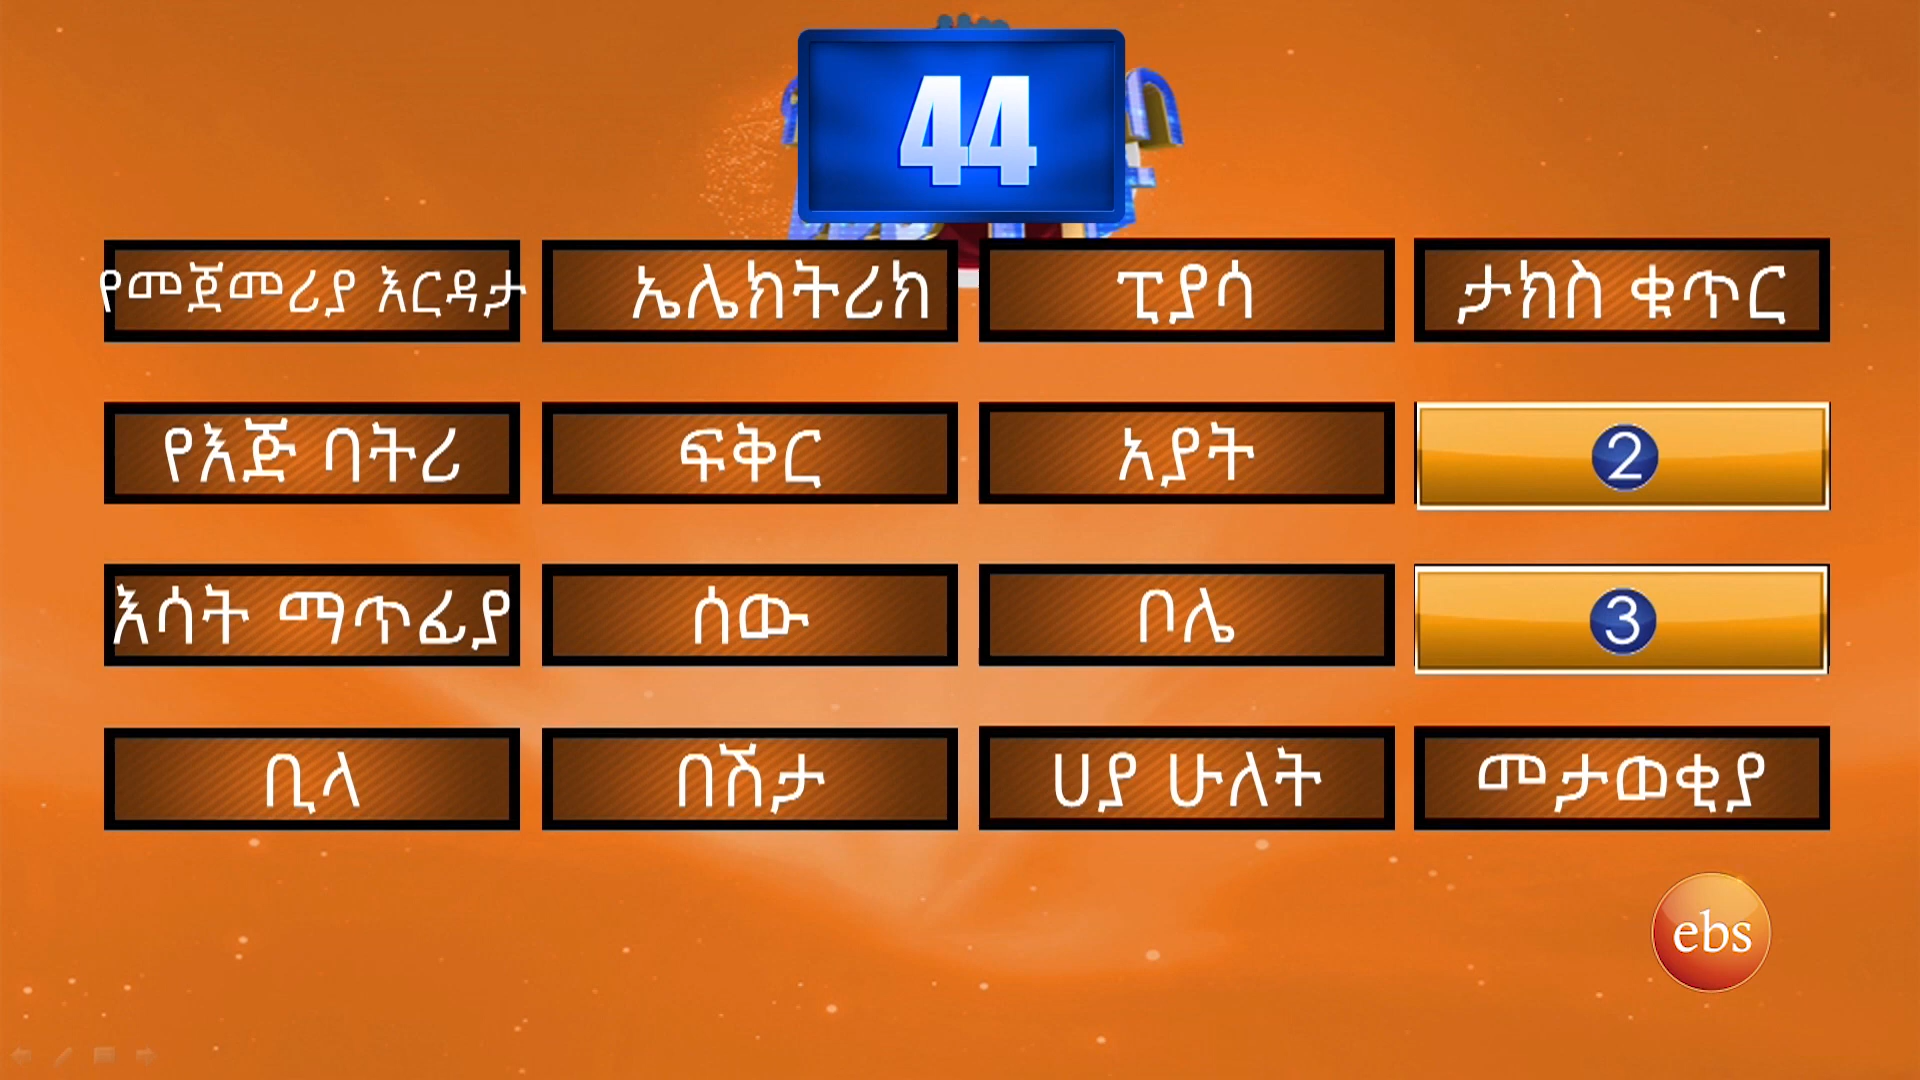 44
የመጀመሪያ እርዳታ
ኤሌክትሪክ
ፒያሳ
ታክስ ቁጥር
የእጅ ባትሪ
ፍቅር
አያት
2
እሳት ማጥፊያ
ሰው
ቦሌ
3
ቢላ
በሽታ
ሀያ ሁለት
መታወቂያ
ebs